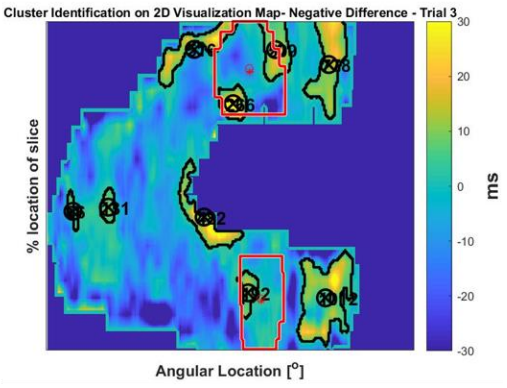 Cluster Identification on 2D Visualization Map- Negative Difference - Trial 3
30
20
10
0
-10
-20
-30
ms
% location of slice
Angular Location [o]